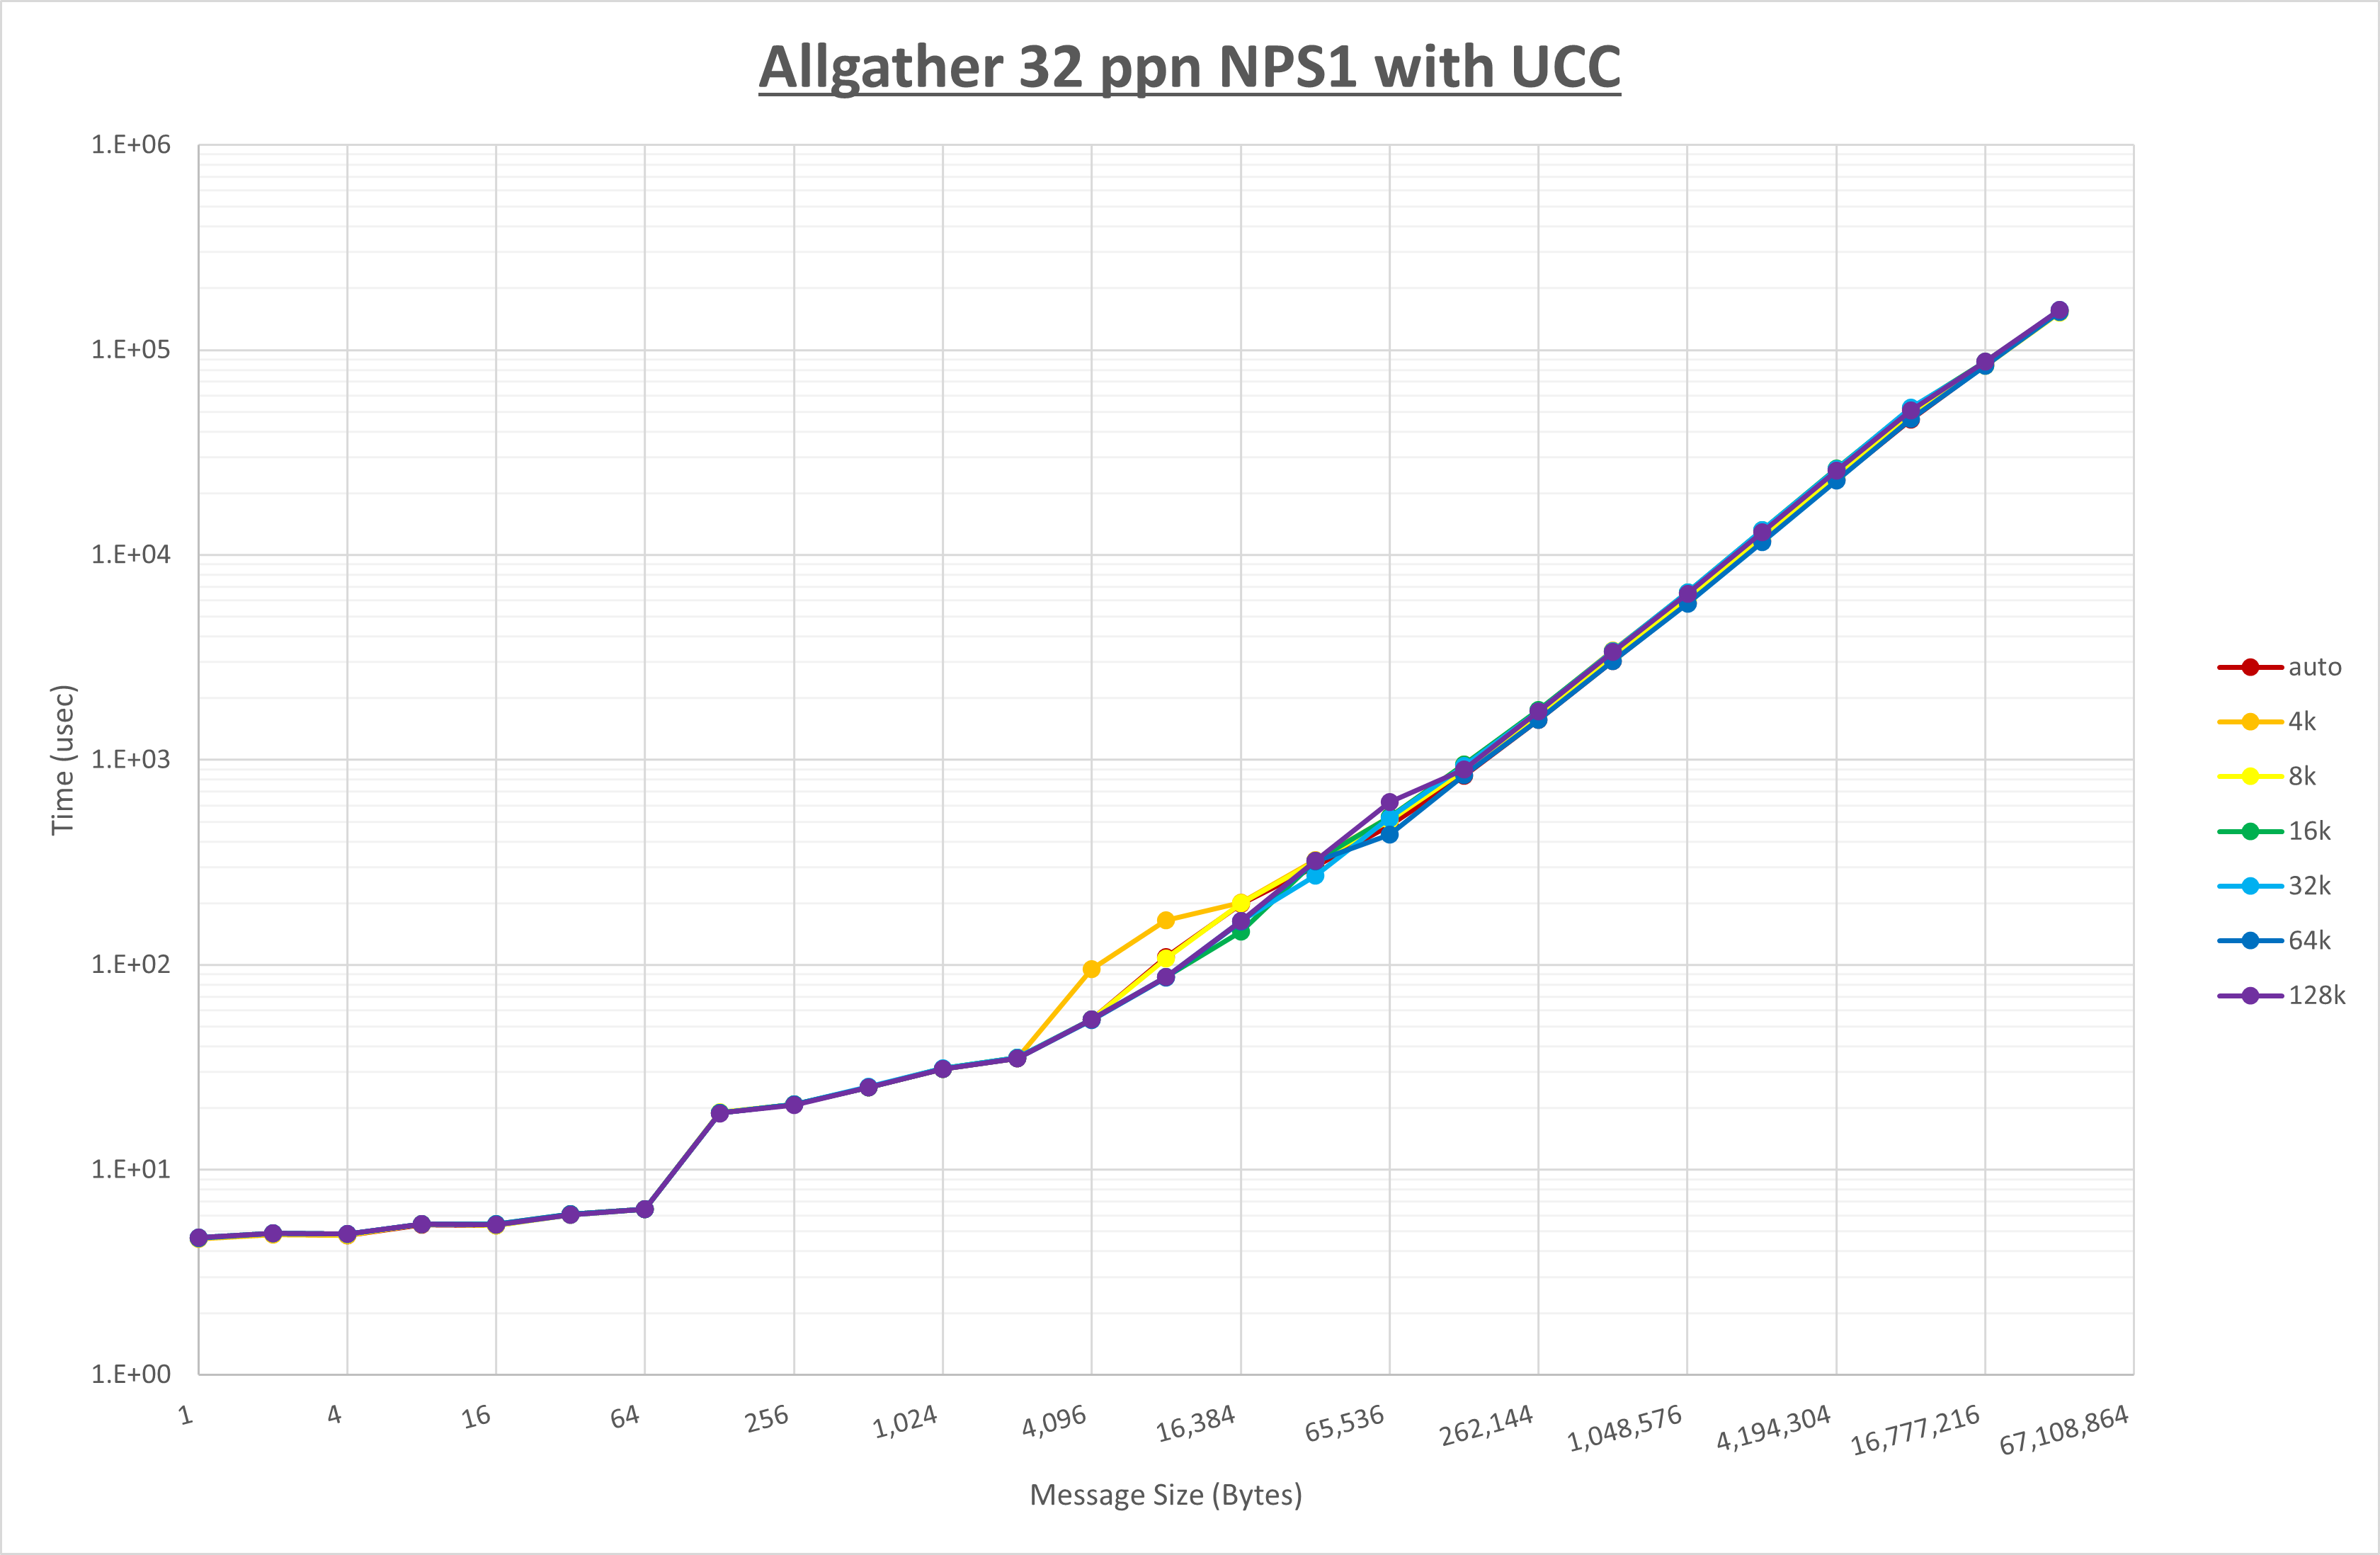 Allgather 32 ppn NPS1 with UCC
1.E+06
1.E+05
1.E+04
1.E+03
1.E+02
1.E+01
1.E+00
Time (usec)
1
4
16
64
256
1,024
4,096
16,384
65,536
262,144
1,048,576
4,194,304
16,777,216
67,108,864
Message Size (Bytes)
auto
4k
8k
16k
32k
64k
128k